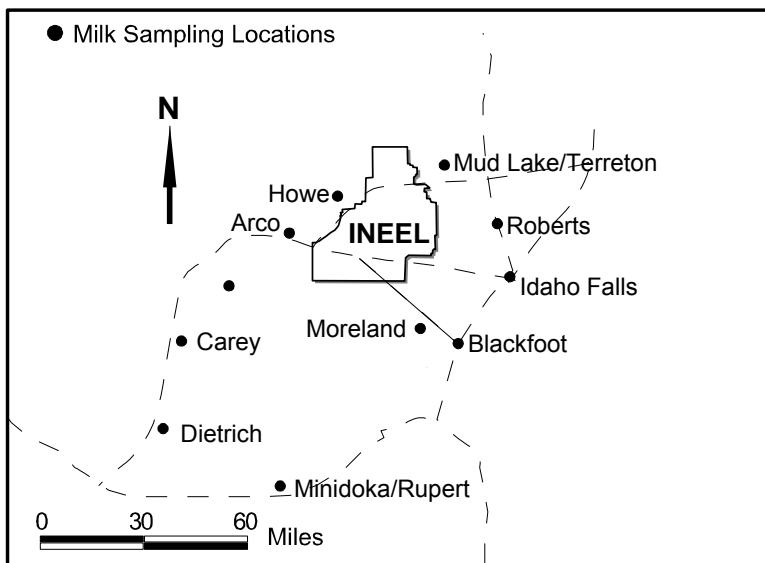 Milk Sampling Locations
N
Mud Lake/Terreton
Howe
Arco
INEEL
Roberts
Idaho Falls
Moreland
Blackfoot
Carey
Dietrich
Minidoka/Rupert
0 30 60
Miles